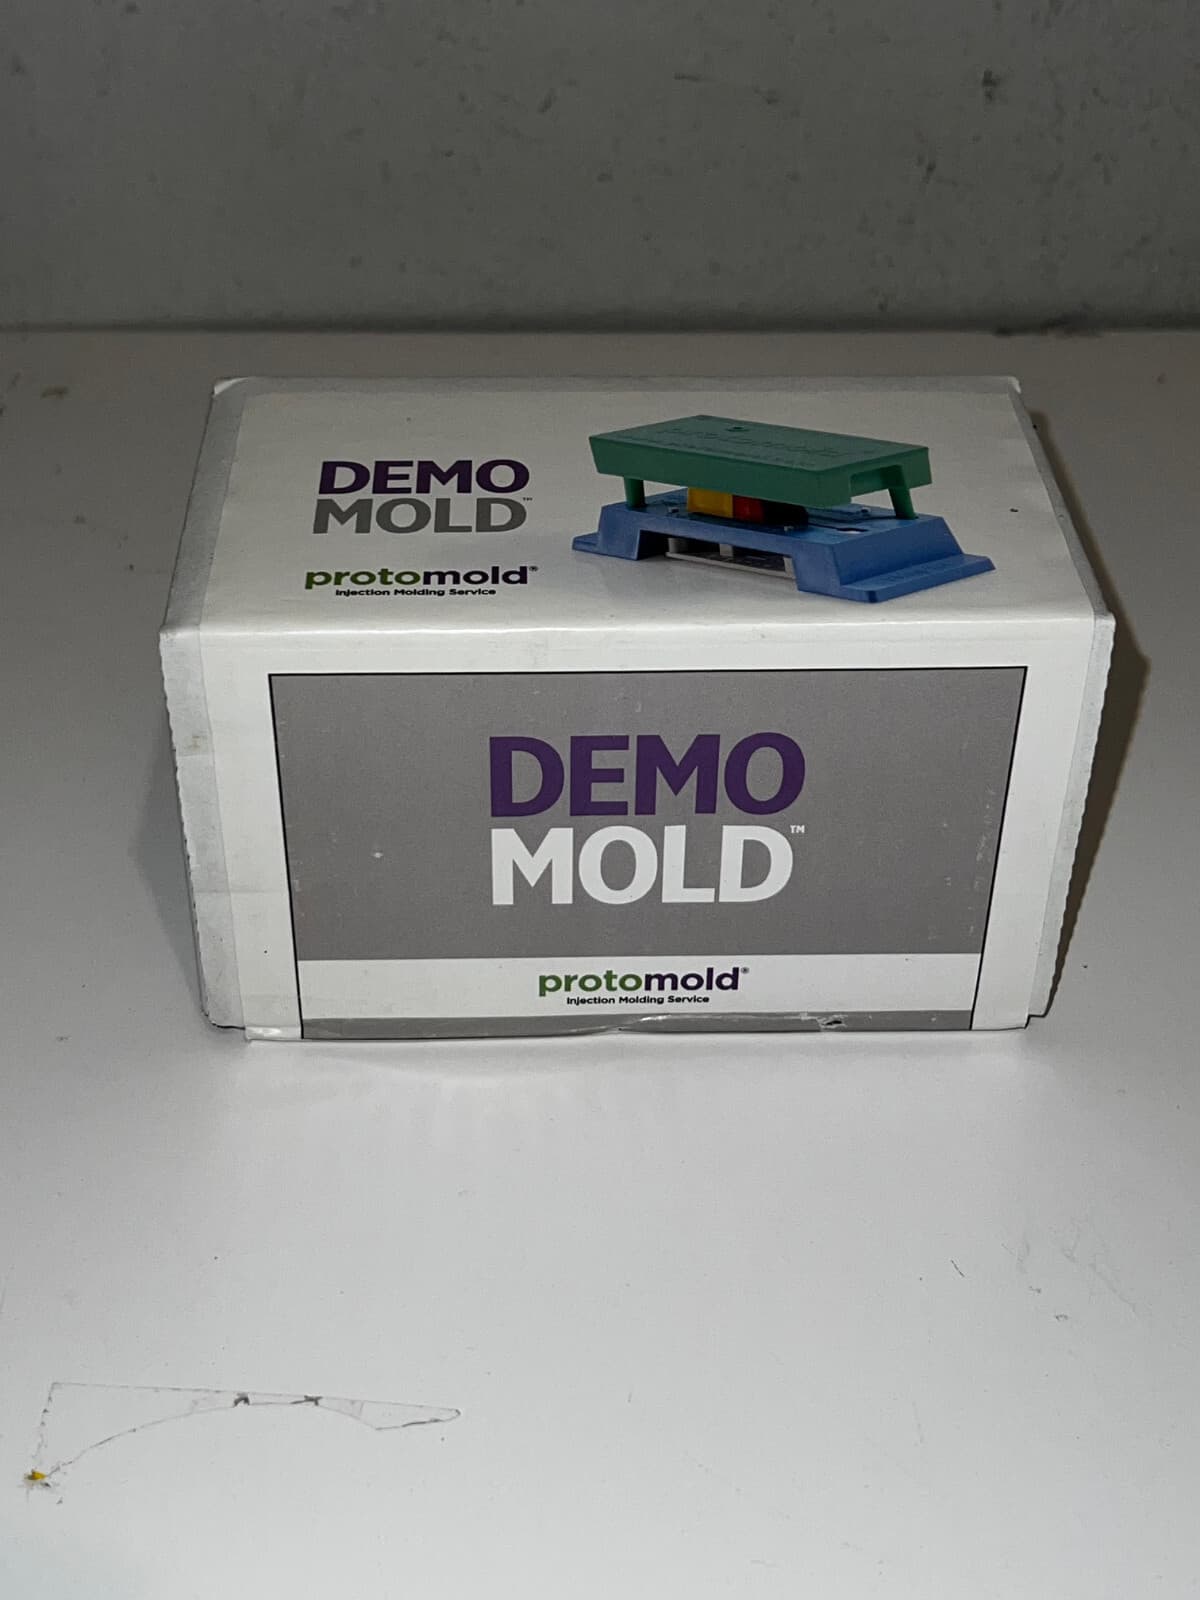 DEMO
MOLD™
protomold®
Injection Molding Service
DEMO
MOLD™
protomold®
Injection Molding Service